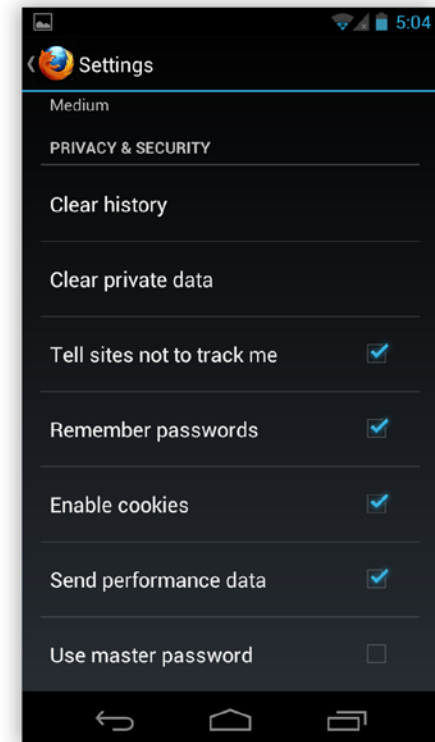 5:04
Settings
Medium
PRIVACY & SECURITY
Clear history
Clear private data
Tell sites not to track me
Remember passwords
Enable cookies
Send performance data
Use master password